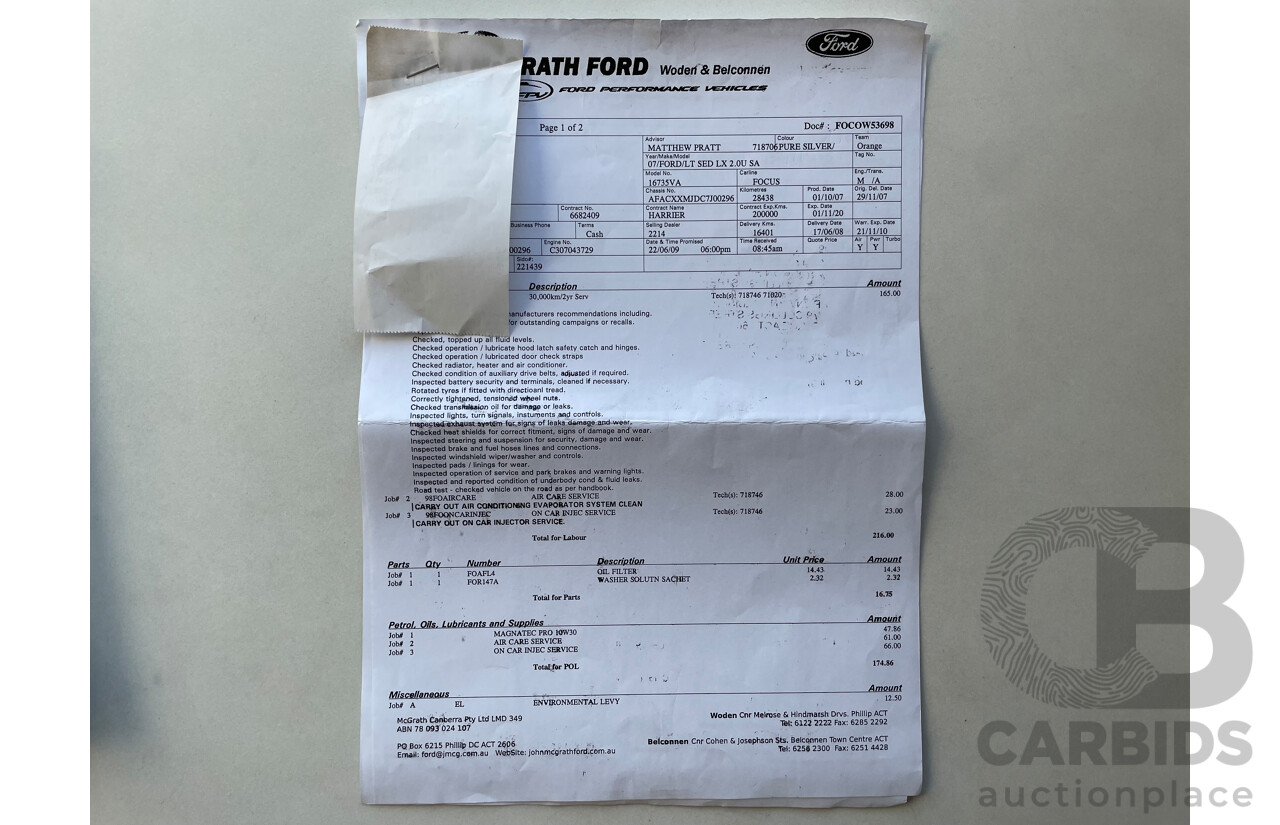 Ford
RATH FORD Woden & Belconnen
FPV FORD PERFORMANCE VEHICLES
Page 1 of 2 Doc# : FOCOW53698
Advisor Colour Team
MATTHEW PRATT 718706 PURE SILVER/ Orange
Year/Make/Model Tag No.
07/FORD/LT SED LX 2.0U SA
Model No. Carline Eng./Trans.
16735VA FOCUS M /A
Chassis No. Kilometres Prod. Date Orig. Del. Date
AFACXXMJDC7J00296 28438 01/10/07 29/11/07
Contract No. Contract Name Contract Exp.Kms. Exp. Date
6682409 HARRIER 200000 01/11/20
Business Phone Terms Selling Dealer Delivery Kms. Delivery Date Warr. Exp. Date
Cash 2214 16401 17/06/08 21/11/10
Engine No. Date & Time Promised Time Received Quote Price Air Pwr Turbo
00296 C307043729 22/06/09 06:00pm 08:45am Y Y
Sido#:
221439
Description Amount
30,000km/2yr Serv Tech(s): 718746 71020 165.00
manufacturers recommendations including.
for outstanding campaigns or recalls.
Checked, topped up all fluid levels.
Checked operation / lubricate hood latch safety catch and hinges.
Checked operation / lubricated door check straps
Checked radiator, heater and air conditioner.
Checked condition of auxiliary drive belts, adjusted if required.
Inspected battery security and terminals, cleaned if necessary.
Rotated tyres if fitted with directioanl tread.
Correctly tightened, tensioned wheel nuts.
Checked transmission oil for damage or leaks.
Inspected lights, turn signals, instuments and controls.
Inspected exhaust system for signs of leaks damage and wear.
Checked heat shields for correct fitment, signs of damage and wear.
Inspected steering and suspension for security, damage and wear.
Inspected brake and fuel hoses lines and connections.
Inspected windshield wiper/washer and controls.
Inspected pads / linings for wear.
Inspected operation of service and park brakes and warning lights.
Inspected and reported condition of underbody cond & fluid leaks.
Road test - checked vehicle on the road as per handbook.
Job# 2 98FOAIRCARE AIR CARE SERVICE Tech(s): 718746 28.00
CARRY OUT AIR CONDITIONING EVAPORATOR SYSTEM CLEAN
Job# 3 98FOONCARINJEC ON CAR INJEC SERVICE Tech(s): 718746 23.00
CARRY OUT ON CAR INJECTOR SERVICE.
Total for Labour 216.00
Parts Qty Number Description Unit Price Amount
Job# 1 1 FOAFL4 OIL FILTER 14.43 14.43
Job# 1 1 FOR147A WASHER SOLUTN SACHET 2.32 2.32
Total for Parts 16.75
Petrol, Oils, Lubricants and Supplies Amount
Job# 1 MAGNATEC PRO 10W30 47.86
Job# 2 AIR CARE SERVICE 61.00
Job# 3 ON CAR INJEC SERVICE 66.00
Total for POL 174.86
Miscellaneous Amount
Job# A EL ENVIRONMENTAL LEVY 12.50
McGrath Canberra Pty Ltd LMD 349 Woden Cnr Melrose & Hindmarsh Drvs. Phillip ACT
ABN 78 093 024 107 Tel: 6122 2222 Fax: 6285 2292
PO Box 6215 Phillip DC ACT 2606 Belconnen Cnr Cohen & Josephson Sts. Belconnen Town Centre ACT
Email: ford@jmcg.com.au WebSite: johnmcgrathford.com.au Tel: 6256 2300 Fax: 6251 4428
CARBIDS
auctionplace